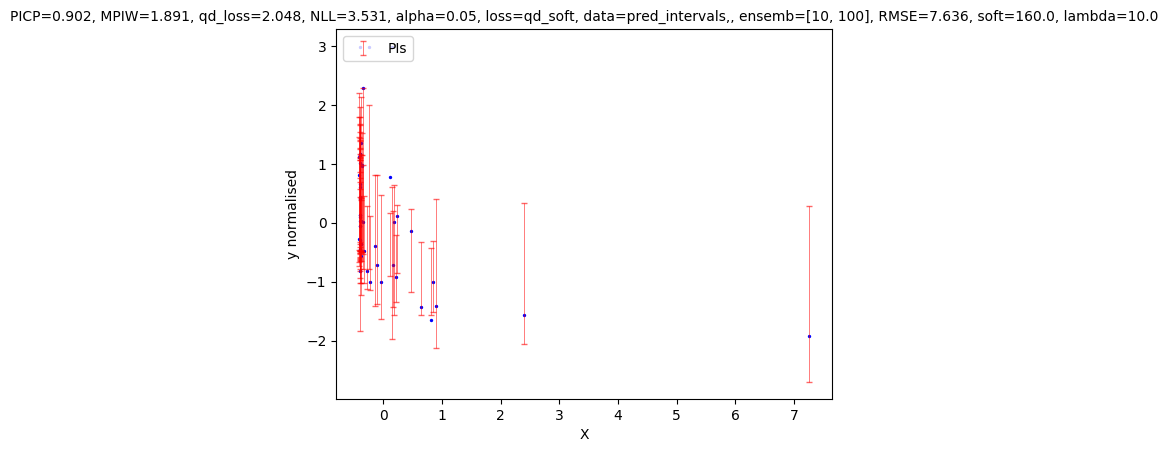 PICP=0.902, MPIW=1.891, qd_loss=2.048, NLL=3.531, alpha=0.05, loss=qd_soft, data=pred_intervals,, ensemb=[10, 100], RMSE=7.636, soft=160.0, lambda=10.0
PIs
3
2
1
0
−1
−2
y normalised
0 1 2 3 4 5 6 7
X